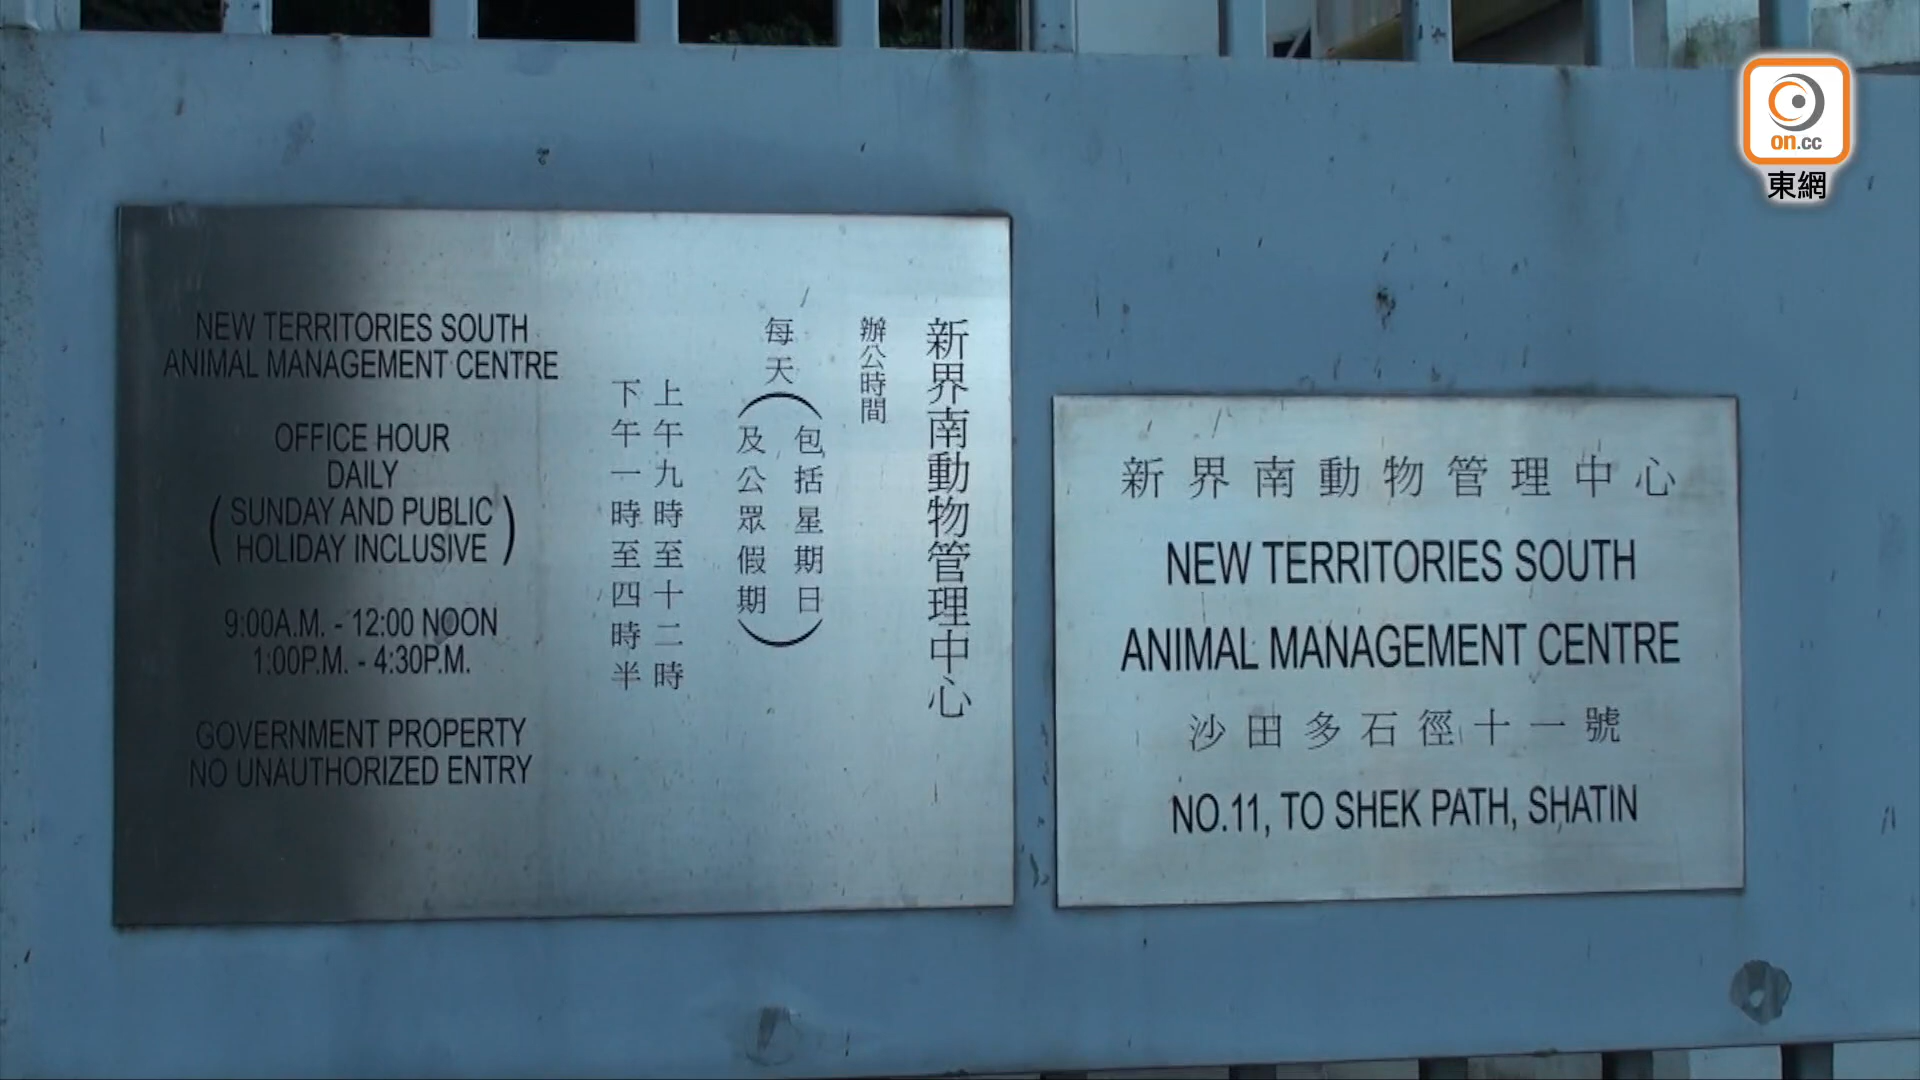 NEW TERRITORIES SOUTH
ANIMAL MANAGEMENT CENTRE
OFFICE HOUR
DAILY
( SUNDAY AND PUBLIC
HOLIDAY INCLUSIVE )
9:00A.M. - 12:00 NOON
1:00P.M. - 4:30P.M.
GOVERNMENT PROPERTY
NO UNAUTHORIZED ENTRY
新界南動物管理中心
辦公時間
每天(包括星期日
及公眾假期)
上午九時至十二時
下午一時至四時半
新界南動物管理中心
NEW TERRITORIES SOUTH
ANIMAL MANAGEMENT CENTRE
沙田多石徑十一號
NO.11, TO SHEK PATH, SHATIN
on.cc
東網